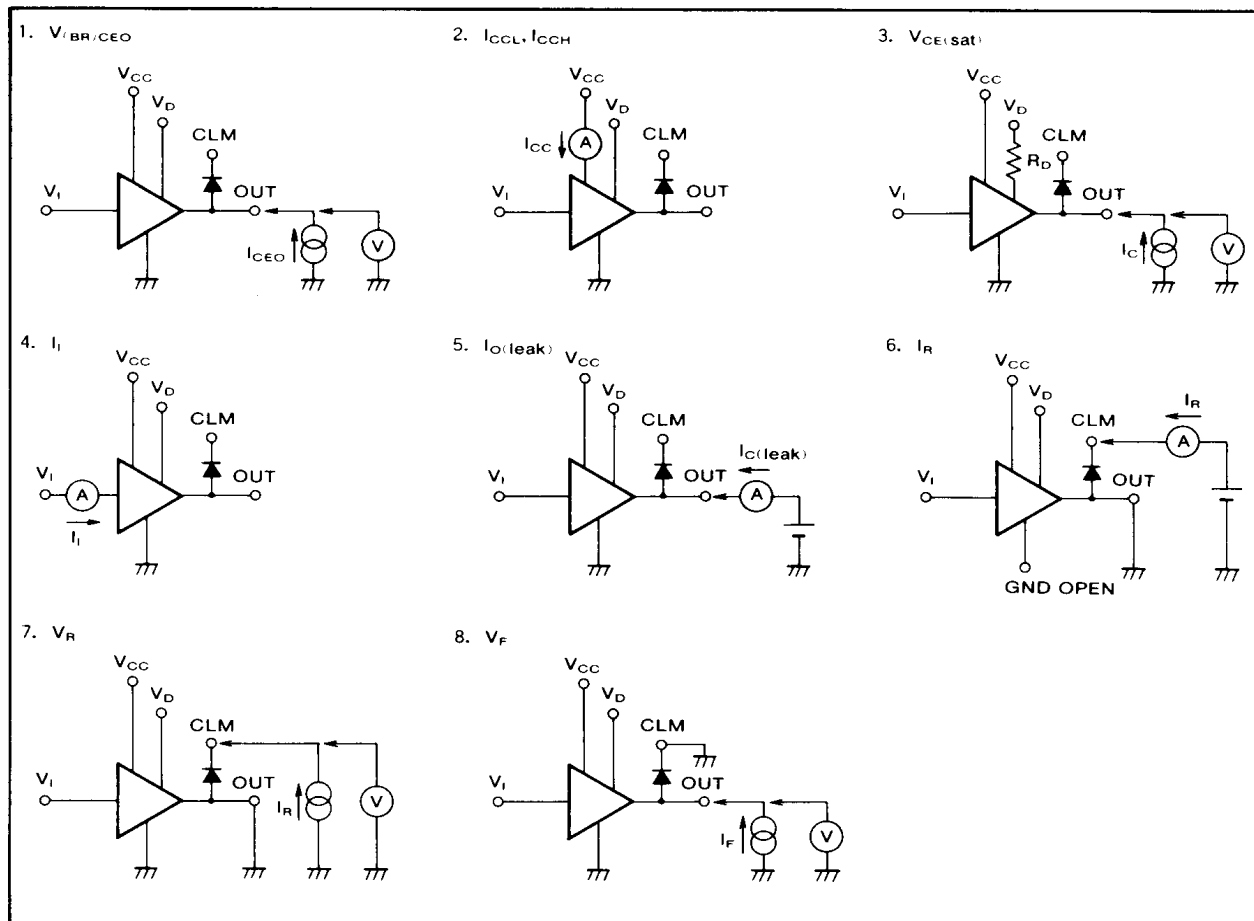 1. V(BR)CEO
VCC
VD
CLM
VI
OUT
ICEO
V
2. ICCL, ICCH
VCC
VD
ICC
A
CLM
VI
OUT
3. VCE(sat)
VCC
VD
RD
CLM
VI
OUT
IC
V
4. II
VCC
VD
CLM
VI
A
OUT
II
5. IO(leak)
VCC
VD
CLM
IC(leak)
VI
OUT
A
6. IR
VCC
VD
IR
CLM
A
VI
OUT
GND OPEN
7. VR
VCC
VD
CLM
VI
OUT
IR
V
8. VF
VCC
VD
CLM
VI
OUT
IF
V